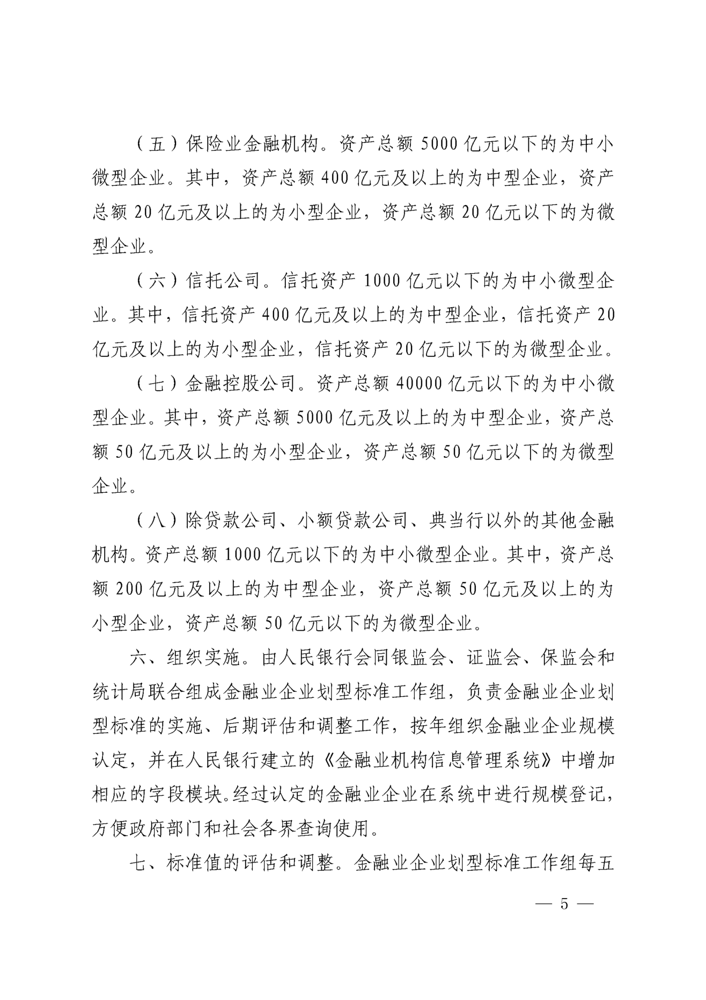 （五）保险业金融机构。资产总额 5000 亿元以下的为中小
微型企业。其中，资产总额 400 亿元及以上的为中型企业，资产
总额 20 亿元及以上的为小型企业，资产总额 20 亿元以下的为微
型企业。
（六）信托公司。信托资产 1000 亿元以下的为中小微型企
业。其中，信托资产 400 亿元及以上的为中型企业，信托资产 20
亿元及以上的为小型企业，信托资产 20 亿元以下的为微型企业。
（七）金融控股公司。资产总额 40000 亿元以下的为中小微
型企业。其中，资产总额 5000 亿元及以上的为中型企业，资产总
额 50 亿元及以上的为小型企业，资产总额 50 亿元以下的为微型
企业。
（八）除贷款公司、小额贷款公司、典当行以外的其他金融
机构。资产总额 1000 亿元以下的为中小微型企业。其中，资产总
额 200 亿元及以上的为中型企业，资产总额 50 亿元及以上的为
小型企业，资产总额 50 亿元以下的为微型企业。
六、组织实施。由人民银行会同银监会、证监会、保监会和
统计局联合组成金融业企业划型标准工作组，负责金融业企业划
型标准的实施、后期评估和调整工作，按年组织金融业企业规模
认定，并在人民银行建立的《金融业机构信息管理系统》中增加
相应的字段模块。经过认定的金融业企业在系统中进行规模登记，
方便政府部门和社会各界查询使用。
七、标准值的评估和调整。金融业企业划型标准工作组每五
— 5 —